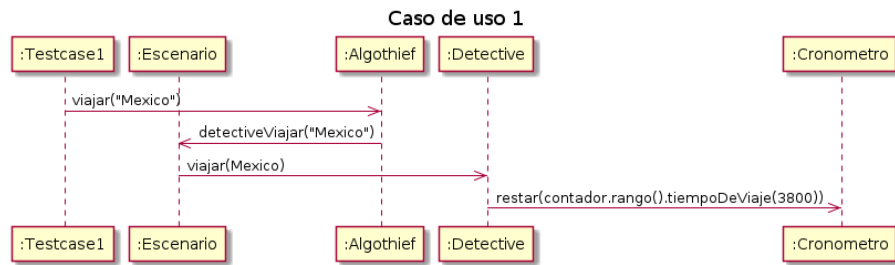 Caso de uso 1
:Testcase1
:Escenario
:Algothief
:Detective
:Cronometro
viajar("Mexico")
detectiveViajar("Mexico")
viajar(Mexico)
restar(contador.rango().tiempoDeViaje(3800))
:Testcase1
:Escenario
:Algothief
:Detective
:Cronometro